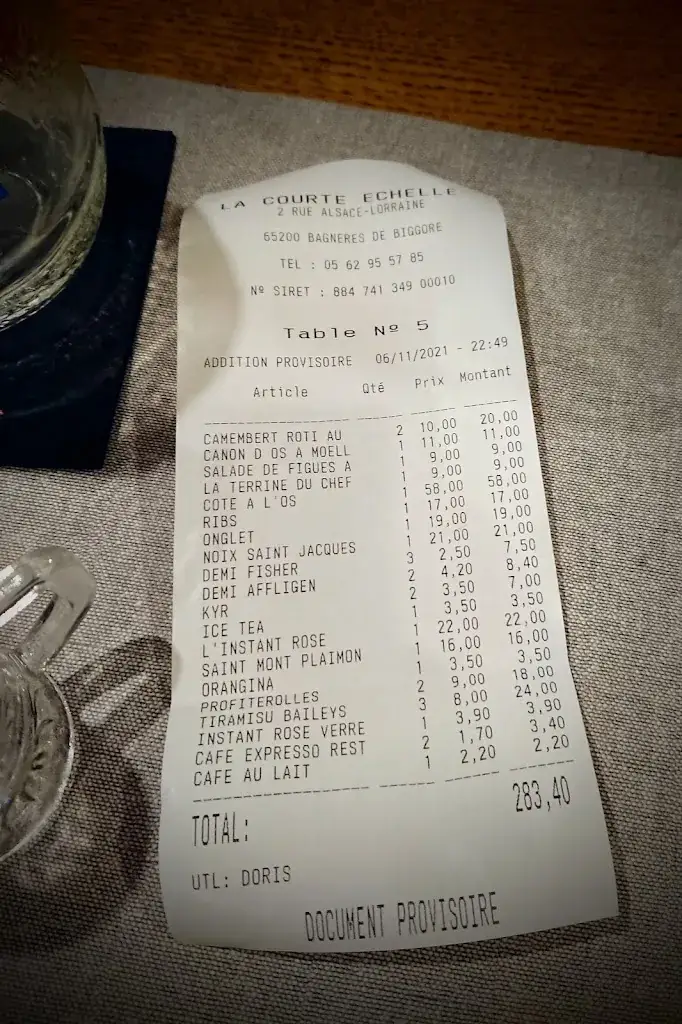 LA COURTE ECHELLE
2 RUE ALSACE-LORRAINE
65200 BAGNERES DE BIGGORE
TEL : 05 62 95 57 85
Nº SIRET : 884 741 349 00010
Table Nº 5
ADDITION PROVISOIRE 06/11/2021 - 22:49
Article Qté Prix Montant
CAMEMBERT ROTI AU 2 10,00 20,00
CANON D OS A MOELL 1 11,00 11,00
SALADE DE FIGUES A 1 9,00 9,00
LA TERRINE DU CHEF 1 9,00 9,00
COTE A L'OS 1 58,00 58,00
RIBS 1 17,00 17,00
ONGLET 1 19,00 19,00
NOIX SAINT JACQUES 1 21,00 21,00
DEMI FISHER 3 2,50 7,50
DEMI AFFLIGEN 2 4,20 8,40
KYR 2 3,50 7,00
ICE TEA 1 3,50 3,50
L'INSTANT ROSE 1 22,00 22,00
SAINT MONT PLAIMON 1 16,00 16,00
ORANGINA 1 3,50 3,50
PROFITEROLLES 2 9,00 18,00
TIRAMISU BAILEYS 3 8,00 24,00
INSTANT ROSE VERRE 1 3,90 3,90
CAFE EXPRESSO REST 2 1,70 3,40
CAFE AU LAIT 1 2,20 2,20
TOTAL: 283,40
UTL: DORIS
DOCUMENT PROVISOIRE